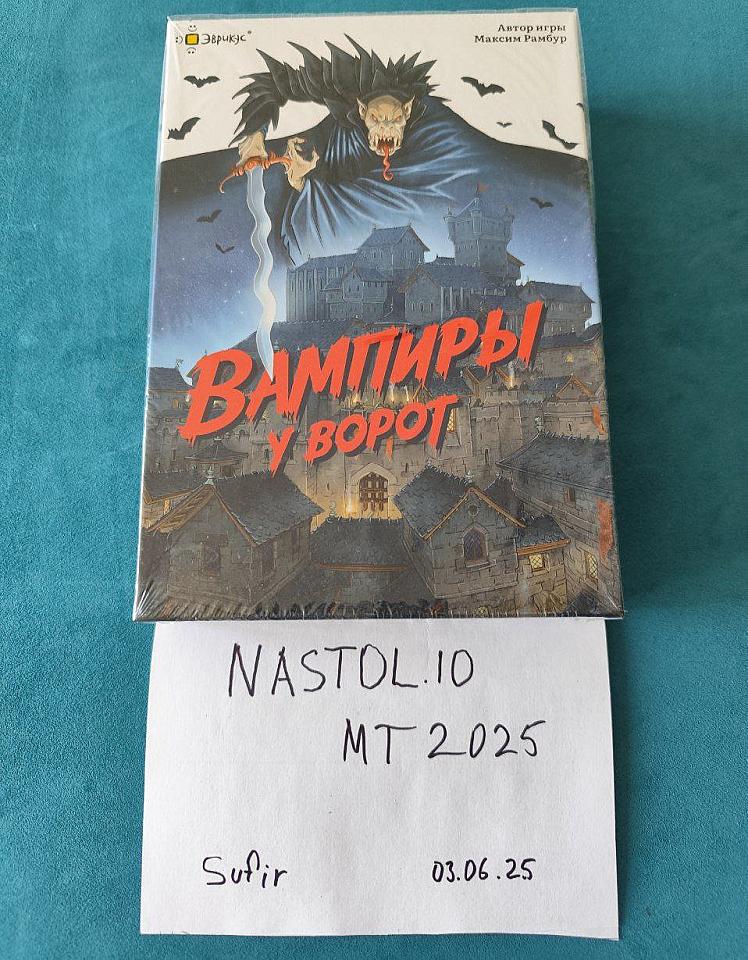 Эврикус
Автор игры
Максим Рамбур
ВАМПИРЫ
У ВОРОТ
NASTOL.IO
MT 2025
Sufir
03.06.25